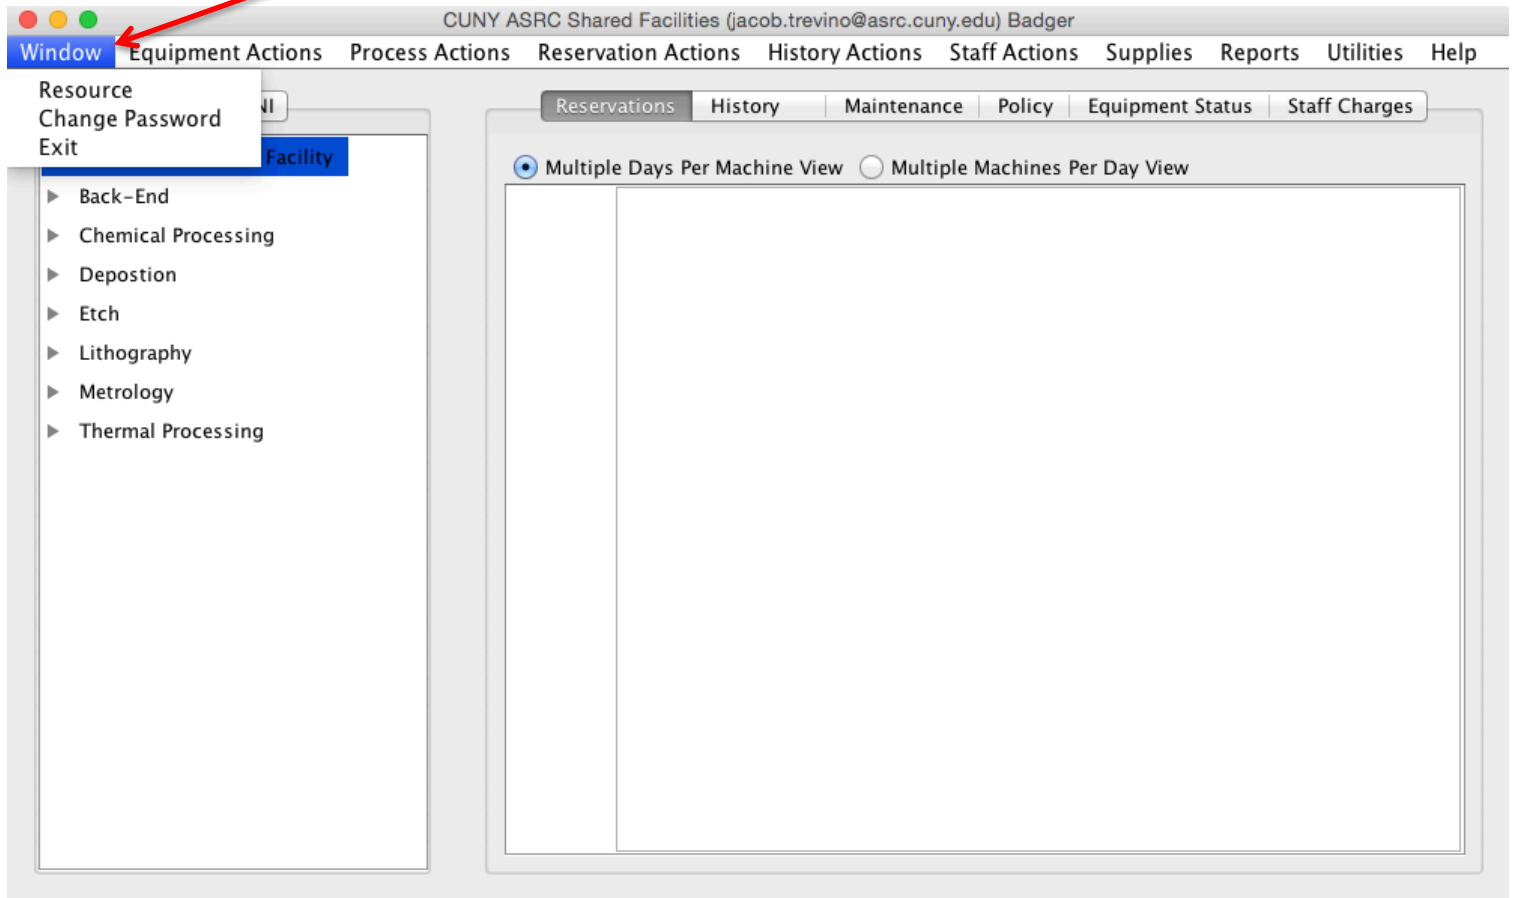 CUNY ASRC Shared Facilities (jacob.trevino@asrc.cuny.edu) Badger
Window Equipment Actions Process Actions Reservation Actions History Actions Staff Actions Supplies Reports Utilities Help
Resource
Change Password
Exit
NI
Facility
Back-End
Chemical Processing
Depostion
Etch
Lithography
Metrology
Thermal Processing
Reservations History Maintenance Policy Equipment Status Staff Charges
Multiple Days Per Machine View Multiple Machines Per Day View